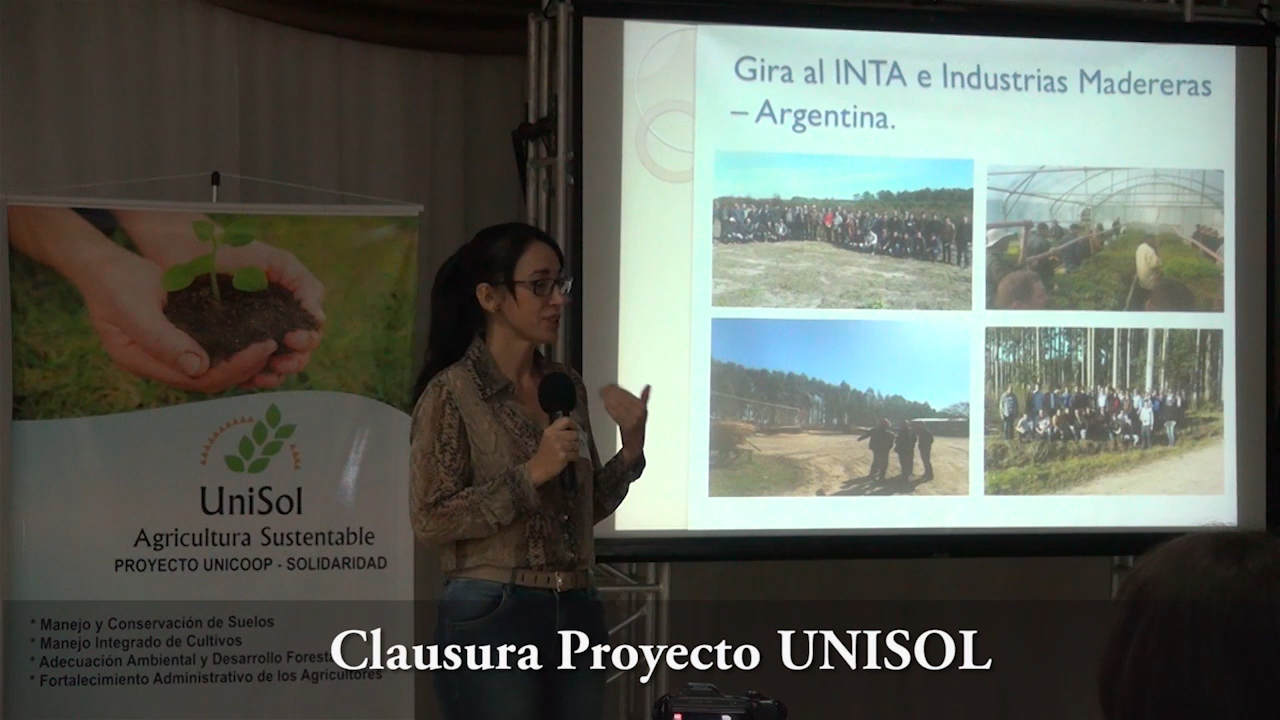 Gira al INTA e Industrias Madereras
– Argentina.
UniSol
Agricultura Sustentable
PROYECTO UNICOOP - SOLIDARIDAD
* Manejo y Conservación de Suelos
* Manejo Integrado de Cultivos
* Adecuación Ambiental y Desarrollo
* Fortalecimiento Administrativo de los Agricultores
Clausura Proyecto UNISOL